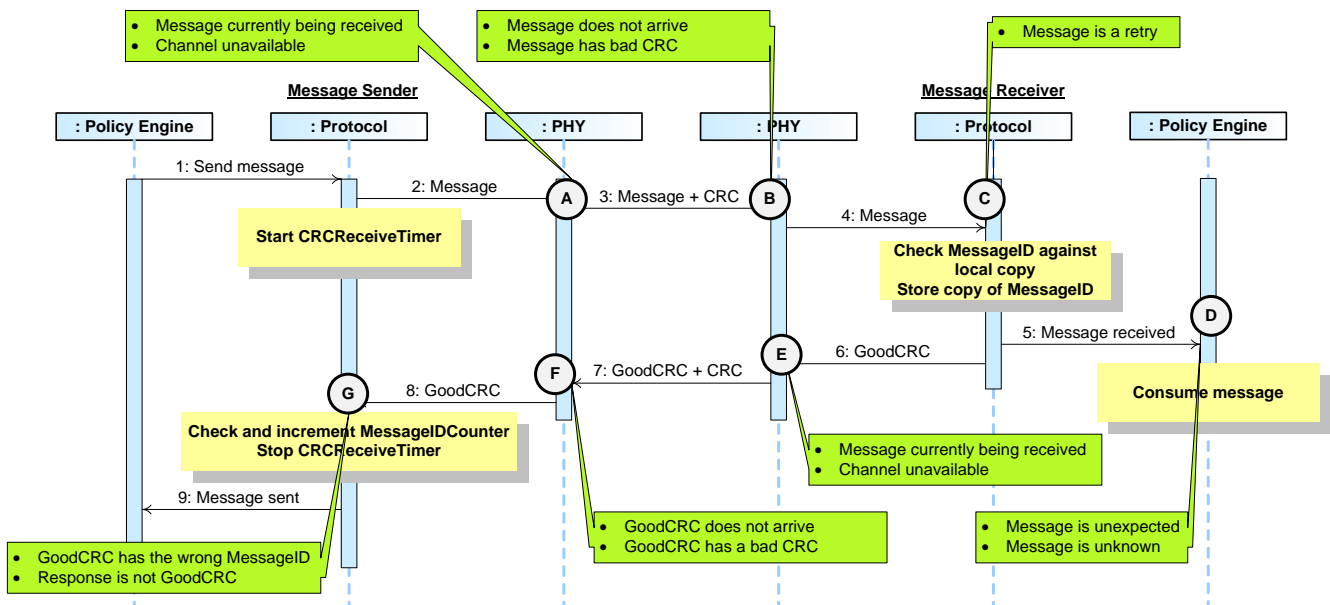 • Message currently being received
• Channel unavailable
• Message does not arrive
• Message has bad CRC
• Message is a retry
Message Sender
Message Receiver
: Policy Engine
: Protocol
: PHY
: PHY
: Protocol
: Policy Engine
1: Send message
2: Message
A
3: Message + CRC
B
4: Message
C
Start CRCReceiveTimer
Check MessageID against
local copy
Store copy of MessageID
D
5: Message received
6: GoodCRC
E
7: GoodCRC + CRC
F
8: GoodCRC
G
Consume message
Check and increment MessageIDCounter
Stop CRCReceiveTimer
• Message currently being received
• Channel unavailable
9: Message sent
• GoodCRC has the wrong MessageID
• Response is not GoodCRC
• GoodCRC does not arrive
• GoodCRC has a bad CRC
• Message is unexpected
• Message is unknown